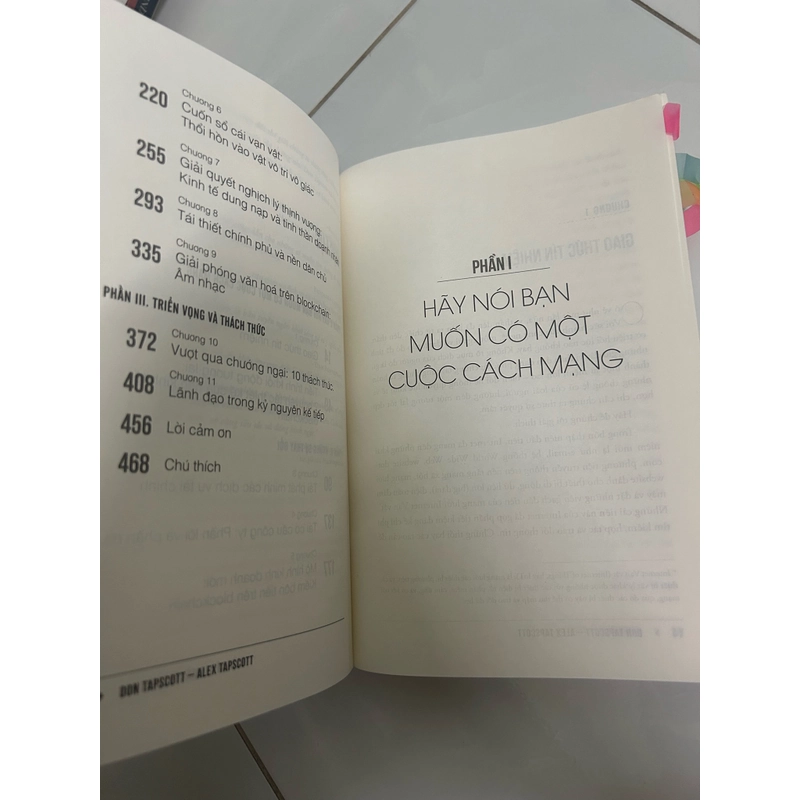 220
Chương 6
Cuốn sổ cái vạn vật:
Thổi hồn vào vật vô tri vô giác
255
Chương 7
Giải quyết nghịch lý thịnh vượng:
Kinh tế dung nạp và tinh thần doanh nhân
293
Chương 8
Tái thiết chính phủ và nền dân chủ
335
Chương 9
Giải phóng văn hoá trên blockchain:
Âm nhạc
PHẦN III. TRIỂN VỌNG VÀ THÁCH THỨC
372
Chương 10
Vượt qua chướng ngại: 10 thách thức
408
Chương 11
Lãnh đạo trong kỷ nguyên kế tiếp
456 Lời cảm ơn
468 Chú thích
DON TAPSCOTT – ALEX TAPSCOTT
PHẦN I
HÃY NÓI BẠN
MUỐN CÓ MỘT
CUỘC CÁCH MẠNG